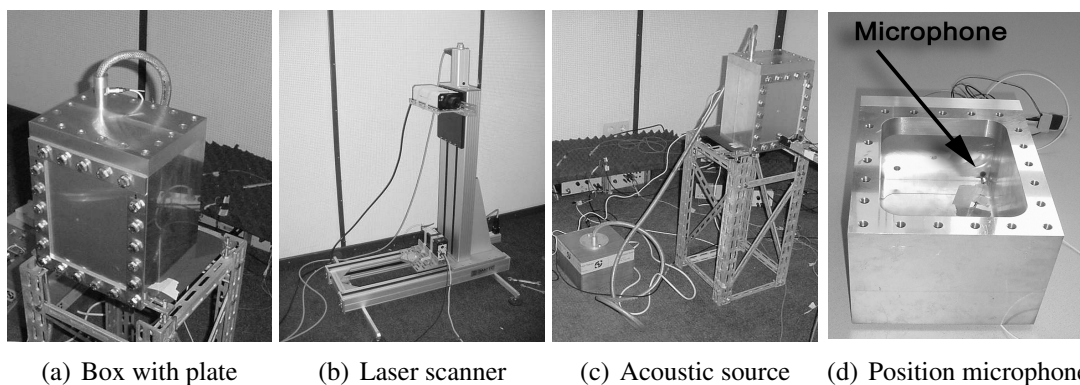 Microphone
(a) Box with plate
(b) Laser scanner
(c) Acoustic source
(d) Position microphone